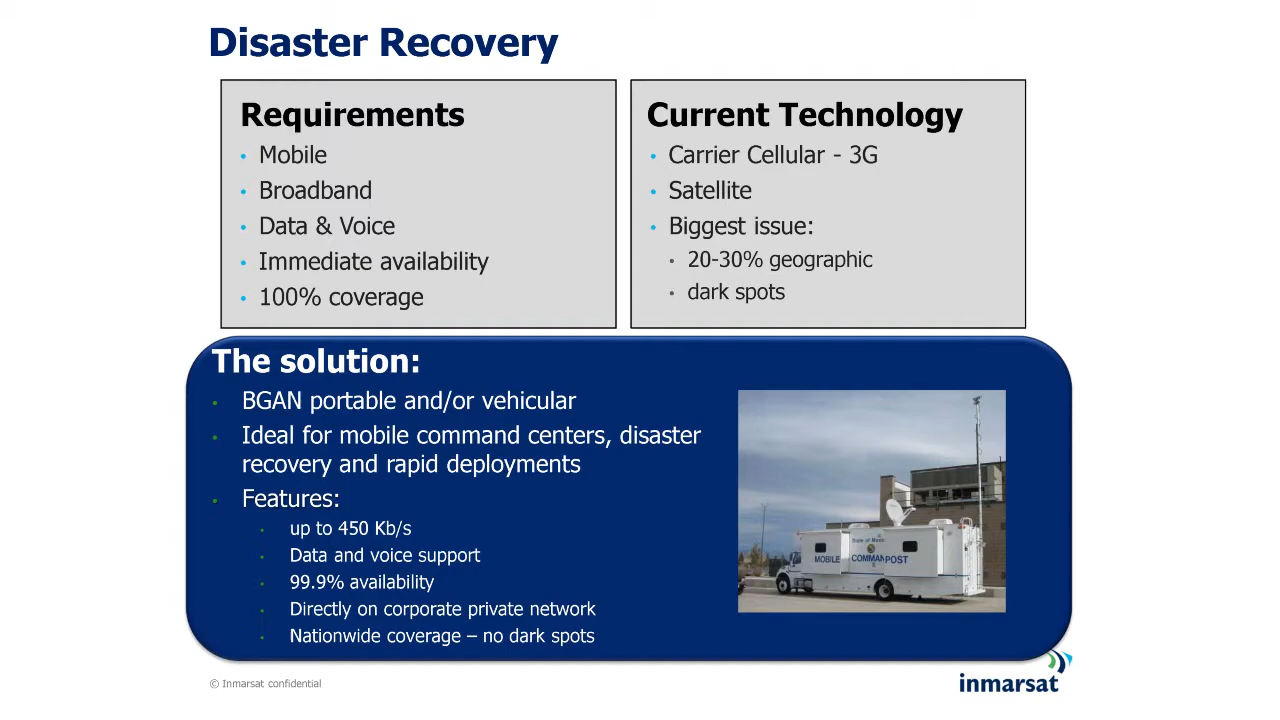 Disaster Recovery
Requirements
• Mobile
• Broadband
• Data & Voice
• Immediate availability
• 100% coverage
Current Technology
• Carrier Cellular - 3G
• Satellite
• Biggest issue:
• 20-30% geographic
• dark spots
The solution:
• BGAN portable and/or vehicular
• Ideal for mobile command centers, disaster
recovery and rapid deployments
• Features:
• up to 450 Kb/s
• Data and voice support
• 99.9% availability
• Directly on corporate private network
• Nationwide coverage – no dark spots
State of
MOBILE COMMAN POST
© Inmarsat confidential
inmarsat